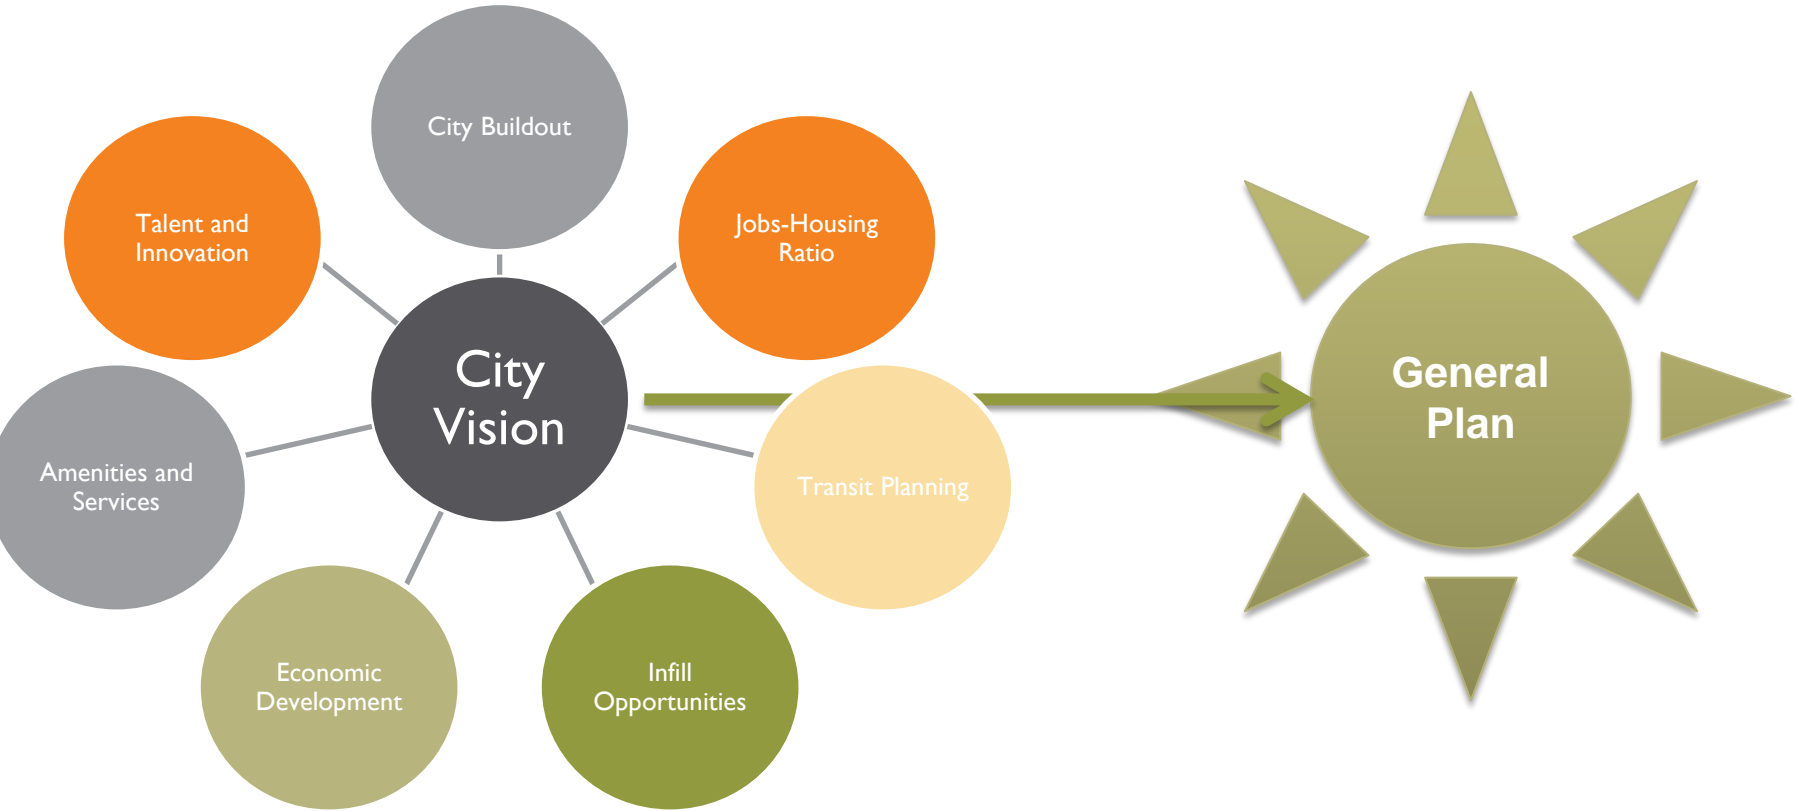 City Buildout
Talent and
Innovation
Jobs-Housing
Ratio
City
Vision
General
Plan
Amenities and
Services
Transit Planning
Economic
Development
Infill
Opportunities